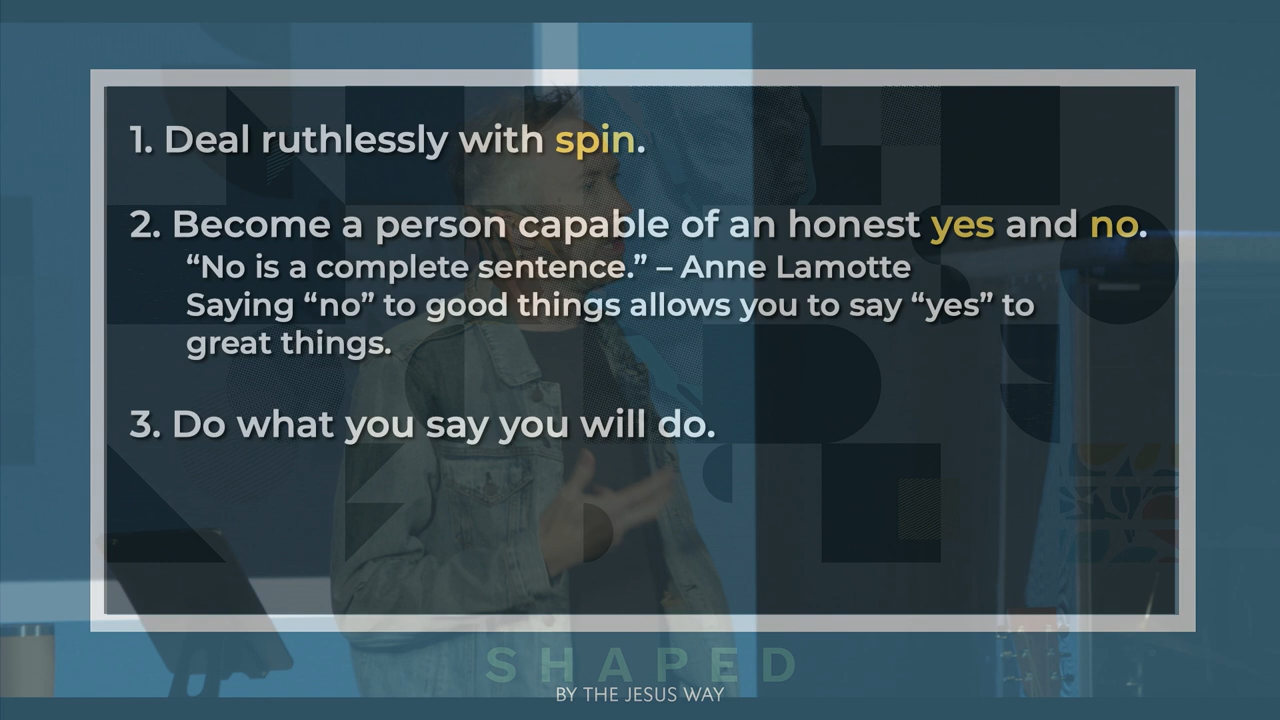 1. Deal ruthlessly with spin.
2. Become a person capable of an honest yes and no.
“No is a complete sentence.” – Anne Lamotte
Saying “no” to good things allows you to say “yes” to
great things.
3. Do what you say you will do.
SHAPED
BY THE JESUS WAY